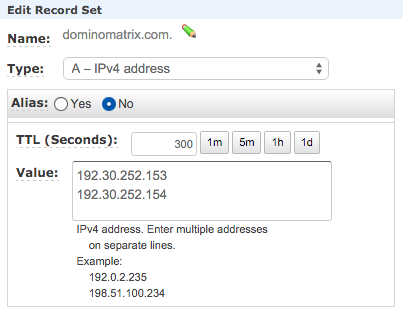 Edit Record Set
Name: dominomatrix.com.
Type: A – IPv4 address
Alias: Yes No
TTL (Seconds): 300 1m 5m 1h 1d
Value: 192.30.252.153
192.30.252.154
IPv4 address. Enter multiple addresses
on separate lines.
Example:
192.0.2.235
198.51.100.234